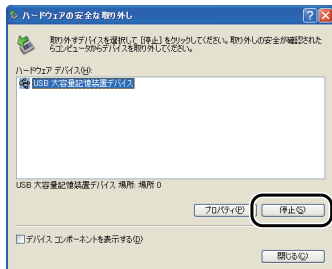 ハードウェアの安全な取り外し
取り外すデバイスを選択して [停止] をクリックしてください。取り外しの安全が確認された
らコンピュータからデバイスを取り外してください。
ハードウェア デバイス(H):
USB 大容量記憶装置デバイス
USB 大容量記憶装置デバイス 場所: 場所 0
プロパティ(P)
停止(S)
デバイス コンポーネントを表示する(D)
閉じる(C)